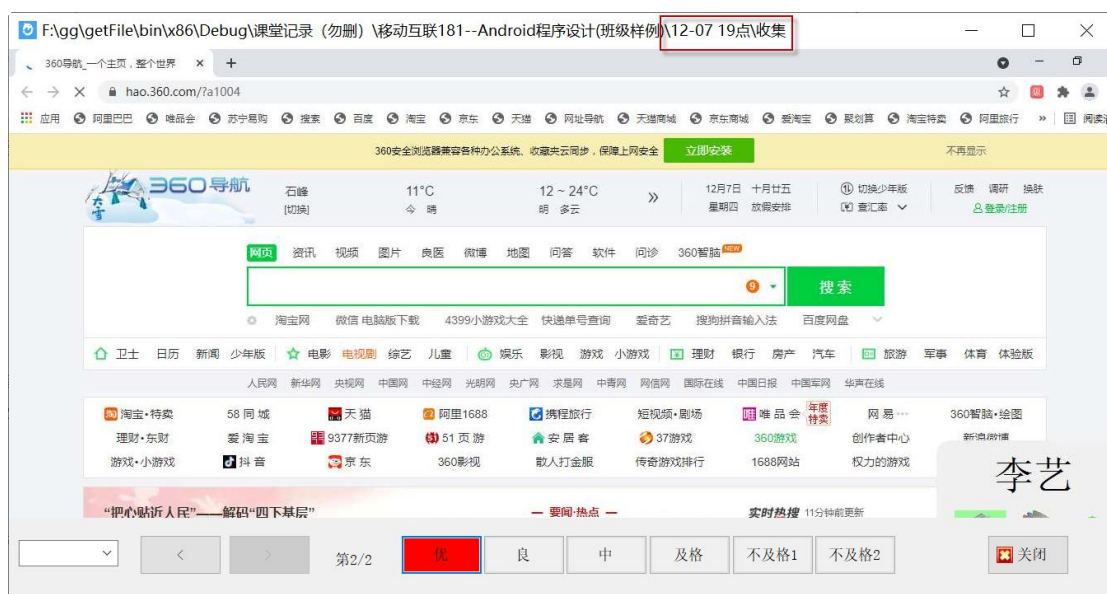 F:\gg\getFile\bin\x86\Debug\课堂记录（勿删）\移动互联181--Android程序设计(班级样例)\12-07 19点\收集
360导航_一个主页，整个世界
hao.360.com/?a1004
应用 阿里巴巴 唯品会 苏宁易购 搜索 百度 淘宝 京东 天猫 网址导航 天猫商城 京东商城 爱淘宝 聚划算 淘宝特卖 阿里旅行 » 阅读清
360安全浏览器兼容各种办公系统、收藏夹云同步，保障上网安全 立即安装 不再显示
大雪 360导航 石峰 11°C 12 ~ 24°C » 12月7日 十月廿五 切换少年版 反馈 调研 换肤
[切换] 今 晴 明 多云 星期四 放假安排 查汇率 登录/注册
网页 资讯 视频 图片 良医 微博 地图 问答 软件 问诊 360智脑 NEW
9 搜索
淘宝网 微信电脑版下载 4399小游戏大全 快递单号查询 爱奇艺 搜狗拼音输入法 百度网盘
卫士 日历 新闻 少年版 电影 电视剧 综艺 儿童 娱乐 影视 游戏 小游戏 理财 银行 房产 汽车 旅游 军事 体育 体验版
人民网 新华网 央视网 中国网 中经网 光明网 央广网 求是网 中青网 网信网 国际在线 中国日报 中国军网 华声在线
淘宝•特卖 58同城 天猫 阿里1688 携程旅行 短视频•剧场 唯 唯品会 年度特卖 网易… 360智脑•绘图
理财•东财 爱淘宝 9377新页游 51页游 安居客 37游戏 360游戏 创作者中心 新浪微博
游戏•小游戏 抖音 京东 360影视 散人打金服 传奇游戏排行 1688网站 权力的游戏
李艺
“把心贴近人民”——解码“四下基层” 要闻·热点 实时热搜 11分钟前更新
< > 第2/2 优 良 中 及格 不及格1 不及格2 关闭